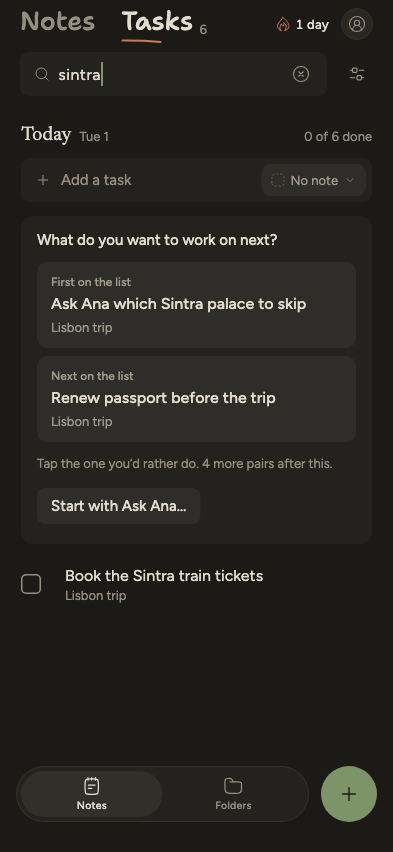 Notes Tasks 6
1 day
sintra
Today Tue 1
0 of 6 done
Add a task
No note
What do you want to work on next?
First on the list
Ask Ana which Sintra palace to skip
Lisbon trip
Next on the list
Renew passport before the trip
Lisbon trip
Tap the one you’d rather do. 4 more pairs after this.
Start with Ask Ana...
Book the Sintra train tickets
Lisbon trip
Notes
Folders